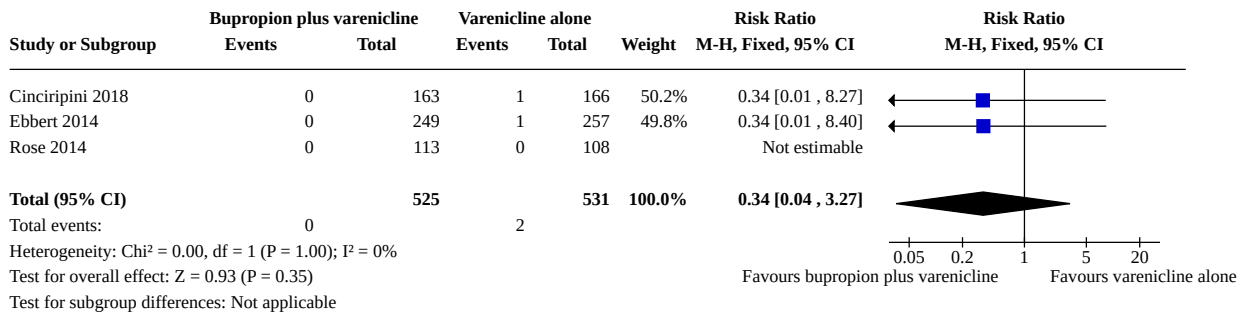 Bupropion plus varenicline Varenicline alone Risk Ratio Risk Ratio
Study or Subgroup Events Total Events Total Weight M-H, Fixed, 95% CI M-H, Fixed, 95% CI
Cinciripini 2018 0 163 1 166 50.2% 0.34 [0.01 , 8.27]
Ebbert 2014 0 249 1 257 49.8% 0.34 [0.01 , 8.40]
Rose 2014 0 113 0 108 Not estimable
Total (95% CI) 525 531 100.0% 0.34 [0.04 , 3.27]
Total events: 0 2
Heterogeneity: Chi² = 0.00, df = 1 (P = 1.00); I² = 0%
0.05 0.2 1 5 20
Test for overall effect: Z = 0.93 (P = 0.35) Favours bupropion plus varenicline Favours varenicline alone
Test for subgroup differences: Not applicable